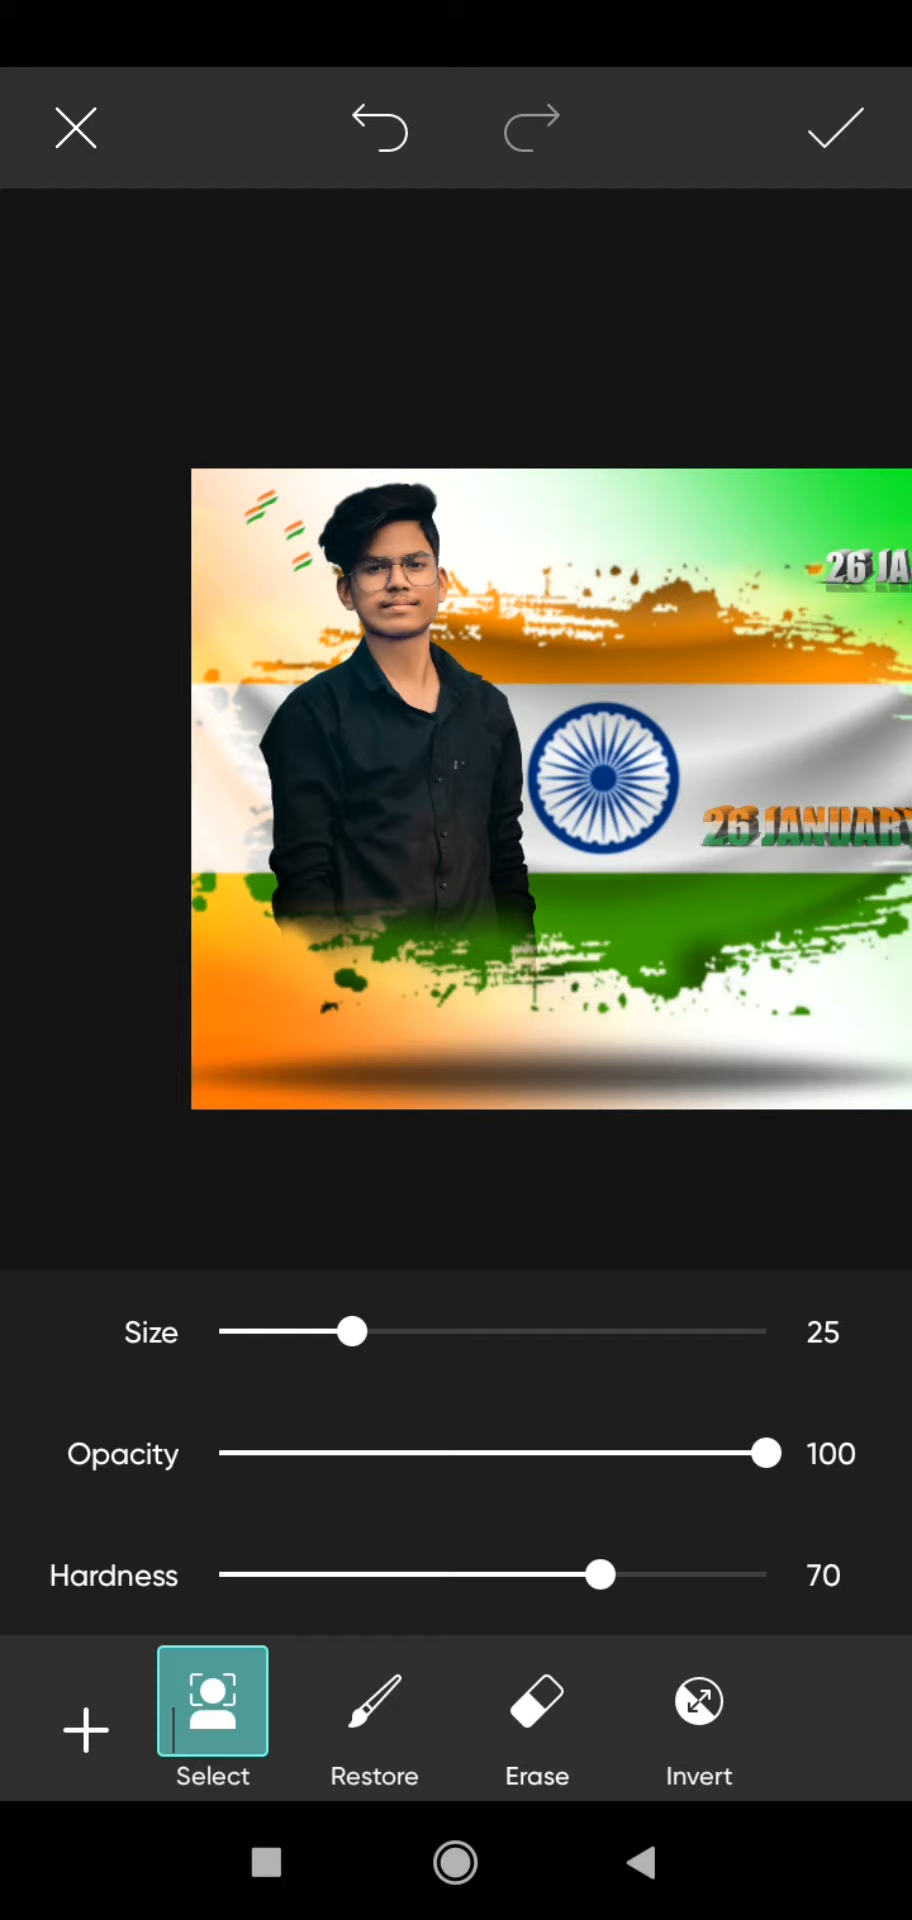 26 JA
26 JANUARY
Size 25
Opacity 100
Hardness 70
Select Restore Erase Invert